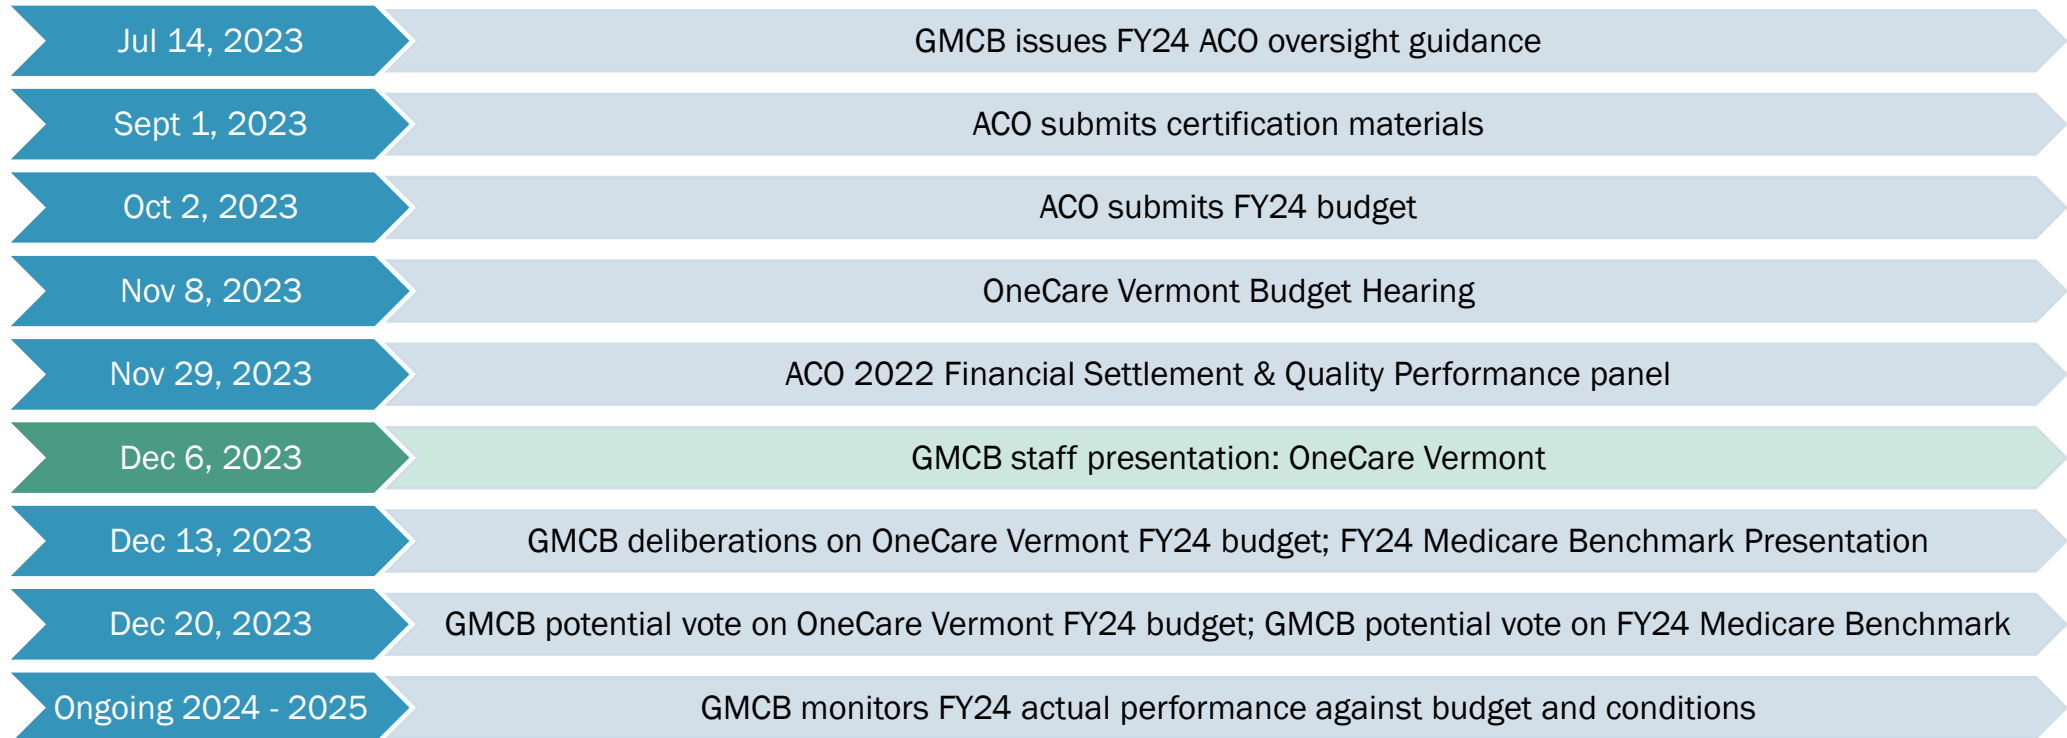 Jul 14, 2023 GMCB issues FY24 ACO oversight guidance
Sept 1, 2023 ACO submits certification materials
Oct 2, 2023 ACO submits FY24 budget
Nov 8, 2023 OneCare Vermont Budget Hearing
Nov 29, 2023 ACO 2022 Financial Settlement & Quality Performance panel
Dec 6, 2023 GMCB staff presentation: OneCare Vermont
Dec 13, 2023 GMCB deliberations on OneCare Vermont FY24 budget; FY24 Medicare Benchmark Presentation
Dec 20, 2023 GMCB potential vote on OneCare Vermont FY24 budget; GMCB potential vote on FY24 Medicare Benchmark
Ongoing 2024 - 2025 GMCB monitors FY24 actual performance against budget and conditions